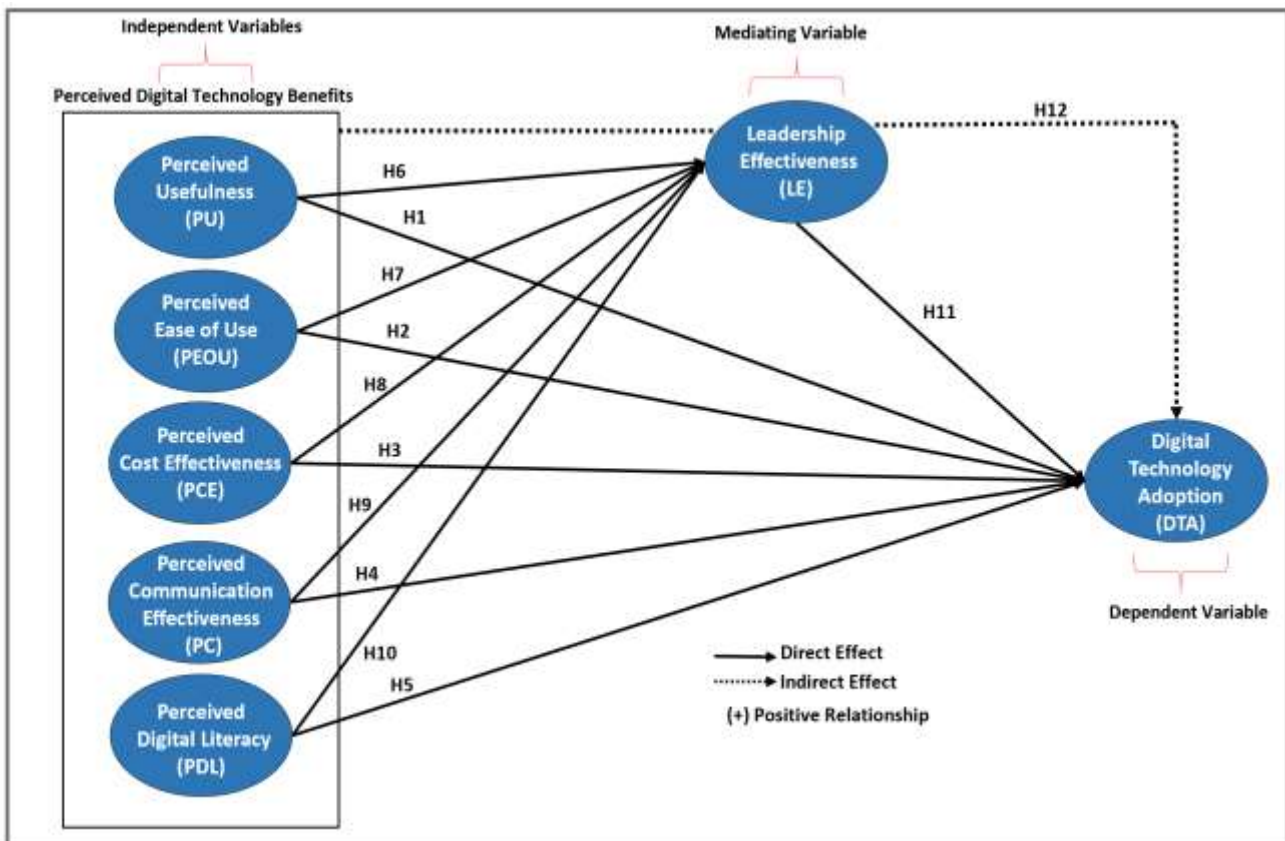 Independent Variables
Perceived Digital Technology Benefits
Mediating Variable
Perceived
Usefulness
(PU)
Perceived
Ease of Use
(PEOU)
Perceived
Cost Effectiveness
(PCE)
Perceived
Communication
Effectiveness
(PC)
Perceived
Digital Literacy
(PDL)
H6
H1
H7
H2
H8
H3
H9
H4
H10
H5
Leadership
Effectiveness
(LE)
H12
H11
Digital
Technology
Adoption
(DTA)
Dependent Variable
Direct Effect
Indirect Effect
(+) Positive Relationship